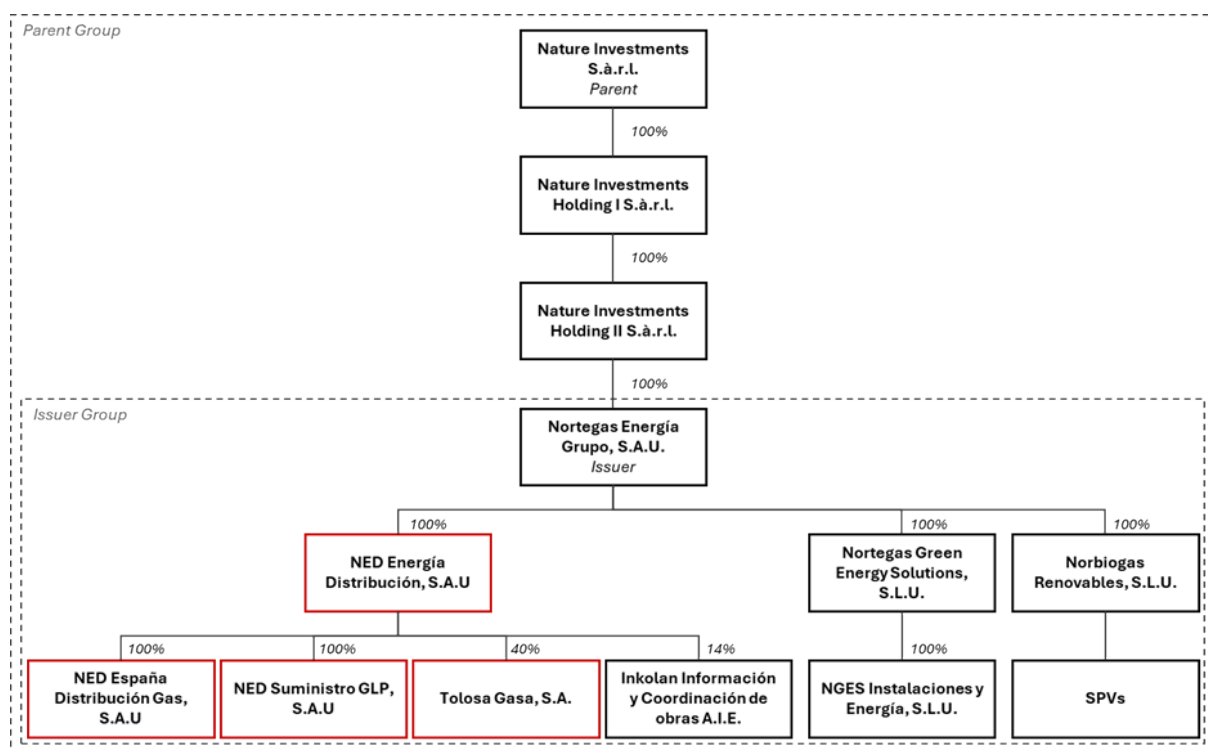 Parent Group
Nature Investments
S.à.r.l.
Parent
100%
Nature Investments
Holding I S.à.r.l.
100%
Nature Investments
Holding II S.à.r.l.
100%
Issuer Group
Nortegas Energía
Grupo, S.A.U.
Issuer
100%
100%
100%
NED Energía
Distribución, S.A.U
Nortegas Green
Energy Solutions,
S.L.U.
Norbiogas
Renovables, S.L.U.
100%
100%
40%
14%
100%
NED España
Distribución Gas,
S.A.U
NED Suministro GLP,
S.A.U
Tolosa Gasa, S.A.
Inkolan Información
y Coordinación de
obras A.I.E.
NGES Instalaciones y
Energía, S.L.U.
SPVs